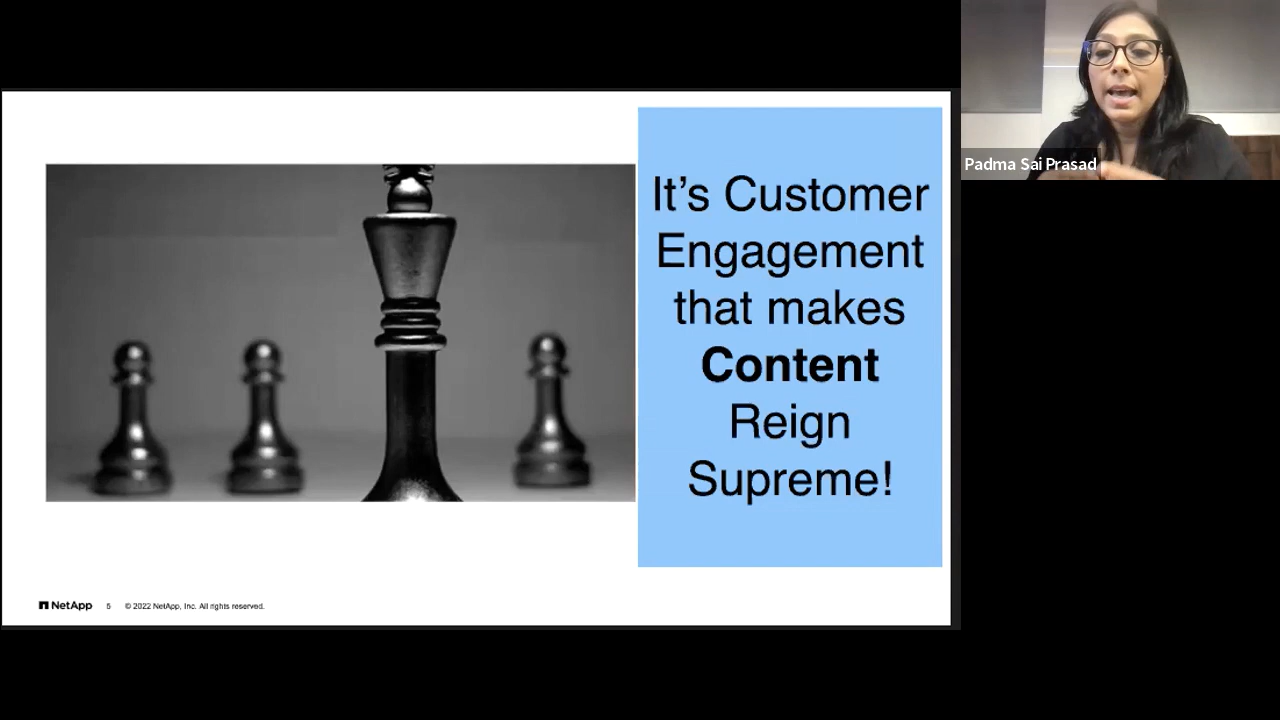 It’s Customer
Engagement
that makes
Content
Reign
Supreme!
Padma Sai Prasad
NetApp 5 © 2022 NetApp, Inc. All rights reserved.